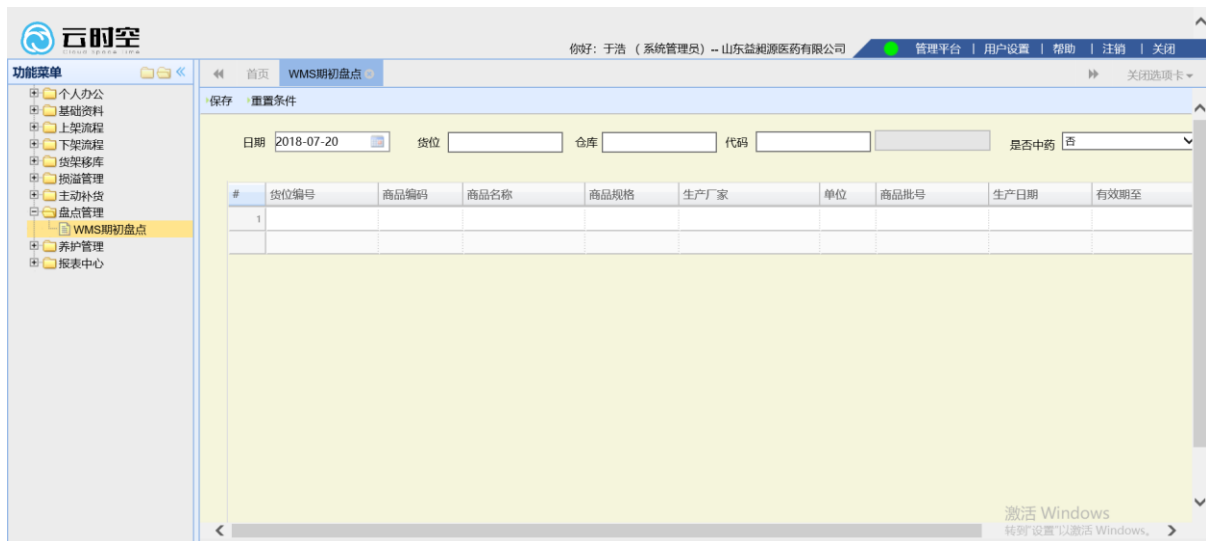 云时空
Cloud Space Time
你好：于浩 （ 系统管理员）-- 山东益昶源医药有限公司
管理平台 | 用户设置 | 帮助 | 注销 | 关闭
功能菜单
首页 WMS期初盘点 关闭选项卡
个人办公
基础资料
上架流程
下架流程
货架移库
损溢管理
主动补货
盘点管理
WMS期初盘点
养护管理
报表中心
保存 重置条件
日期 2018-07-20 货位 仓库 代码 是否中药 否
# 货位编号 商品编码 商品名称 商品规格 生产厂家 单位 商品批号 生产日期 有效期至
1
激活 Windows
转到"设置"以激活 Windows。